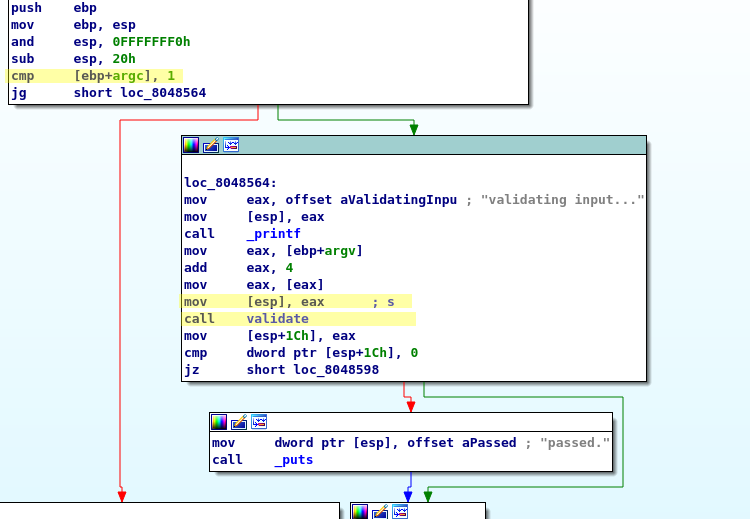 push    ebp
mov     ebp, esp
and     esp, 0FFFFFFF0h
sub     esp, 20h
cmp     [ebp+argc], 1
jg      short loc_8048564
loc_8048564:
mov     eax, offset aValidatingInpu ; "validating input..."
mov     [esp], eax
call    _printf
mov     eax, [ebp+argv]
add     eax, 4
mov     eax, [eax]
mov     [esp], eax      ; s
call    validate
mov     [esp+1Ch], eax
cmp     dword ptr [esp+1Ch], 0
jz      short loc_8048598
mov     dword ptr [esp], offset aPassed ; "passed."
call    _puts